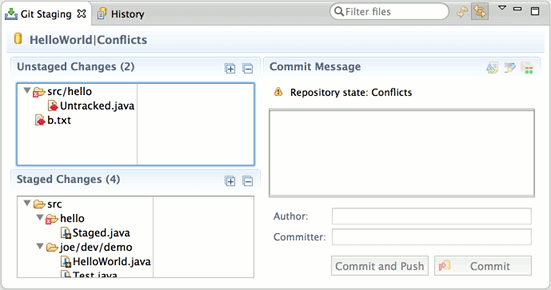 Git Staging
History
Filter files
HelloWorld|Conflicts
Unstaged Changes (2)
src/hello
Untracked.java
b.txt
Staged Changes (4)
src
hello
Staged.java
joe/dev/demo
HelloWorld.java
Test.java
Commit Message
Repository state: Conflicts
Author:
Committer:
Commit and Push
Commit